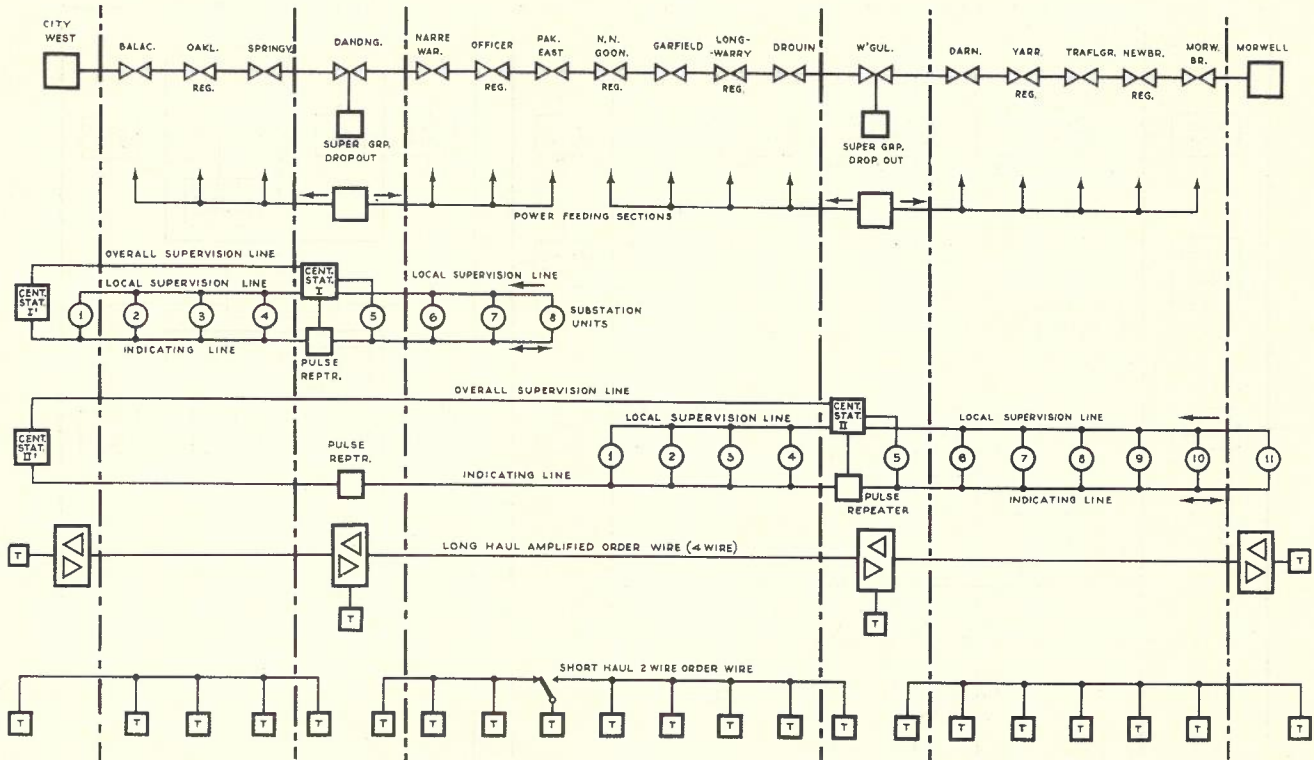 CITY
WEST
BALAC.
OAKL.
REG.
SPRINGV.
DANDNG.
NARRE
WAR.
OFFICER
REG.
PAK.
EAST
N.N.
GOON.
REG.
GARFIELD
LONG-
-WARRY
REG.
DROUIN
W'GUL.
DARN.
YARR.
REG.
TRAFLGR.
NEWBR.
REG.
MORW.
BR.
MORWELL
SUPER GRP.
DROPOUT
SUPER GRP.
DROP OUT
POWER FEEDING SECTIONS
OVERALL SUPERVISION LINE
CENT.
STAT.
I'
LOCAL SUPERVISION LINE
CENT.
STAT.
I
LOCAL SUPERVISION LINE
1 2 3 4 5 6 7 8
SUBSTATION
UNITS
INDICATING LINE
PULSE
REPTR.
OVERALL SUPERVISION LINE
CENT.
STAT.
II'
LOCAL SUPERVISION LINE
CENT.
STAT.
II
LOCAL SUPERVISION LINE
PULSE
REPTR.
1 2 3 4 5 6 7 8 9 10 11
INDICATING LINE
PULSE
REPEATER
INDICATING LINE
T
LONG HAUL AMPLIFIED ORDER WIRE (4 WIRE)
T
T
T
SHORT HAUL 2 WIRE ORDER WIRE
T T T T T T T T T T T T T T T T T T T T T